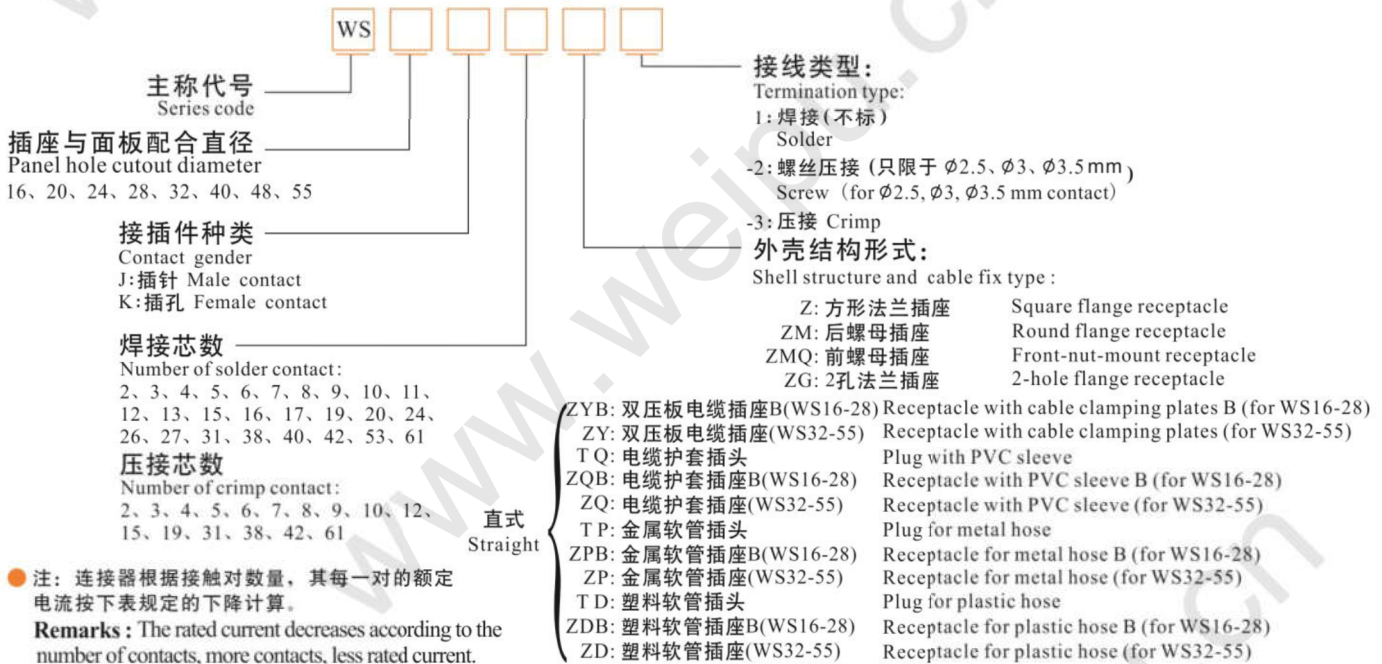 WS
主称代号
Series code
插座与面板配合直径
Panel hole cutout diameter
16、20、24、28、32、40、48、55
接插件种类
Contact gender
J:插针 Male contact
K:插孔 Female contact
焊接芯数
Number of solder contact:
2、3、4、5、6、7、8、9、10、11、
12、13、15、16、17、19、20、24、
26、27、31、38、40、42、53、61
压接芯数
Number of crimp contact:
2、3、4、5、6、7、8、9、10、12、
15、19、31、38、42、61
注：连接器根据接触对数量，其每一对的额定
电流按下表规定的下降计算。
Remarks : The rated current decreases according to the
number of contacts, more contacts, less rated current.
接线类型:
Termination type:
1:焊接(不标)
Solder
-2:螺丝压接 (只限于 Ø2.5、Ø3、Ø3.5mm)
Screw（for Ø2.5, Ø3, Ø3.5 mm contact）
-3:压接 Crimp
外壳结构形式:
Shell structure and cable fix type :
Z: 方形法兰插座 Square flange receptacle
ZM: 后螺母插座 Round flange receptacle
ZMQ: 前螺母插座 Front-nut-mount receptacle
ZG: 2孔法兰插座 2-hole flange receptacle
直式
Straight
ZYB: 双压板电缆插座B(WS16-28) Receptacle with cable clamping plates B (for WS16-28)
ZY: 双压板电缆插座(WS32-55) Receptacle with cable clamping plates (for WS32-55)
TQ: 电缆护套插头 Plug with PVC sleeve
ZQB: 电缆护套插座B(WS16-28) Receptacle with PVC sleeve B (for WS16-28)
ZQ: 电缆护套插座(WS32-55) Receptacle with PVC sleeve (for WS32-55)
TP: 金属软管插头 Plug for metal hose
ZPB: 金属软管插座B(WS16-28) Receptacle for metal hose B (for WS16-28)
ZP: 金属软管插座(WS32-55) Receptacle for metal hose (for WS32-55)
TD: 塑料软管插头 Plug for plastic hose
ZDB: 塑料软管插座B(WS16-28) Receptacle for plastic hose B (for WS16-28)
ZD: 塑料软管插座(WS32-55) Receptacle for plastic hose (for WS32-55)
www.weipu.c
cn